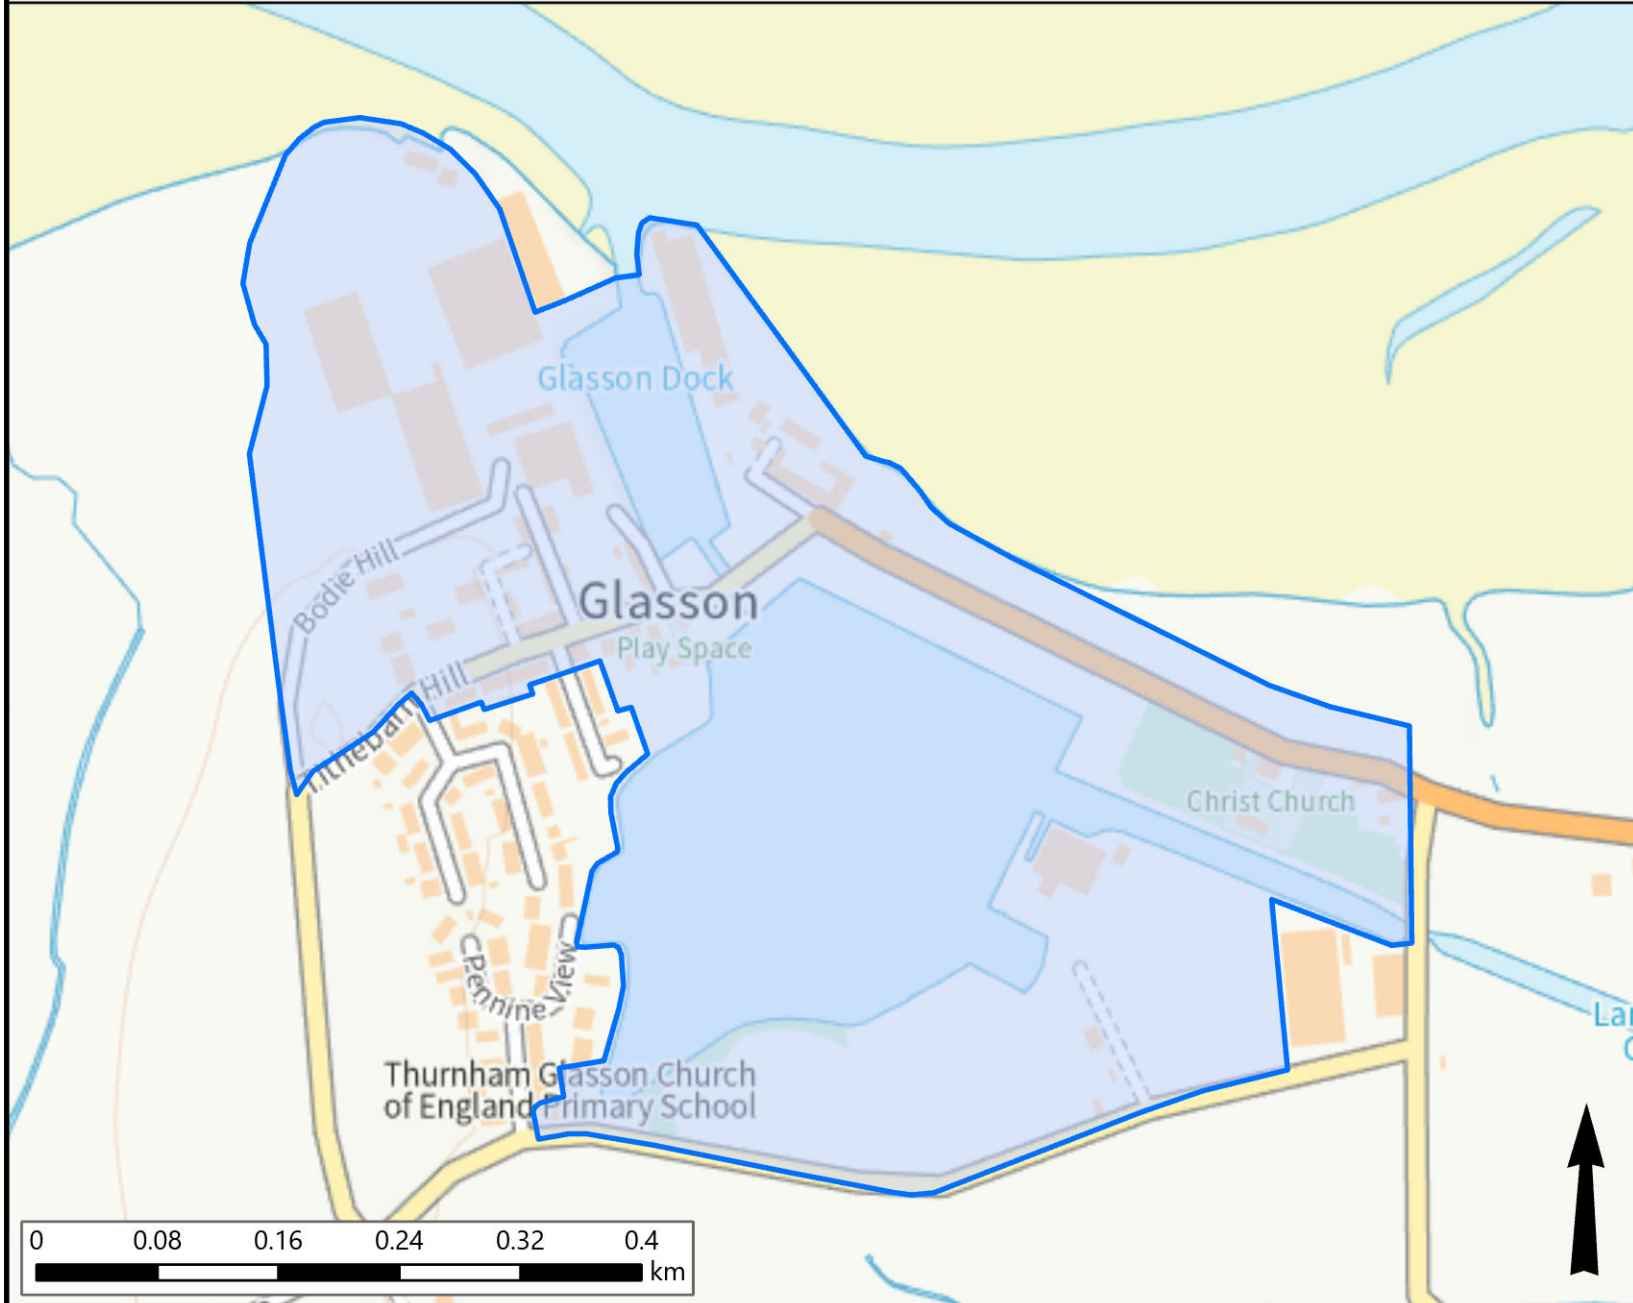 Glasson Dock
Bodie Hill
Glasson
Play Space
Tithebarn Hill
Christ Church
Pennine View
Thurnham Glasson Church
of England Primary School
0 0.08 0.16 0.24 0.32 0.4
km